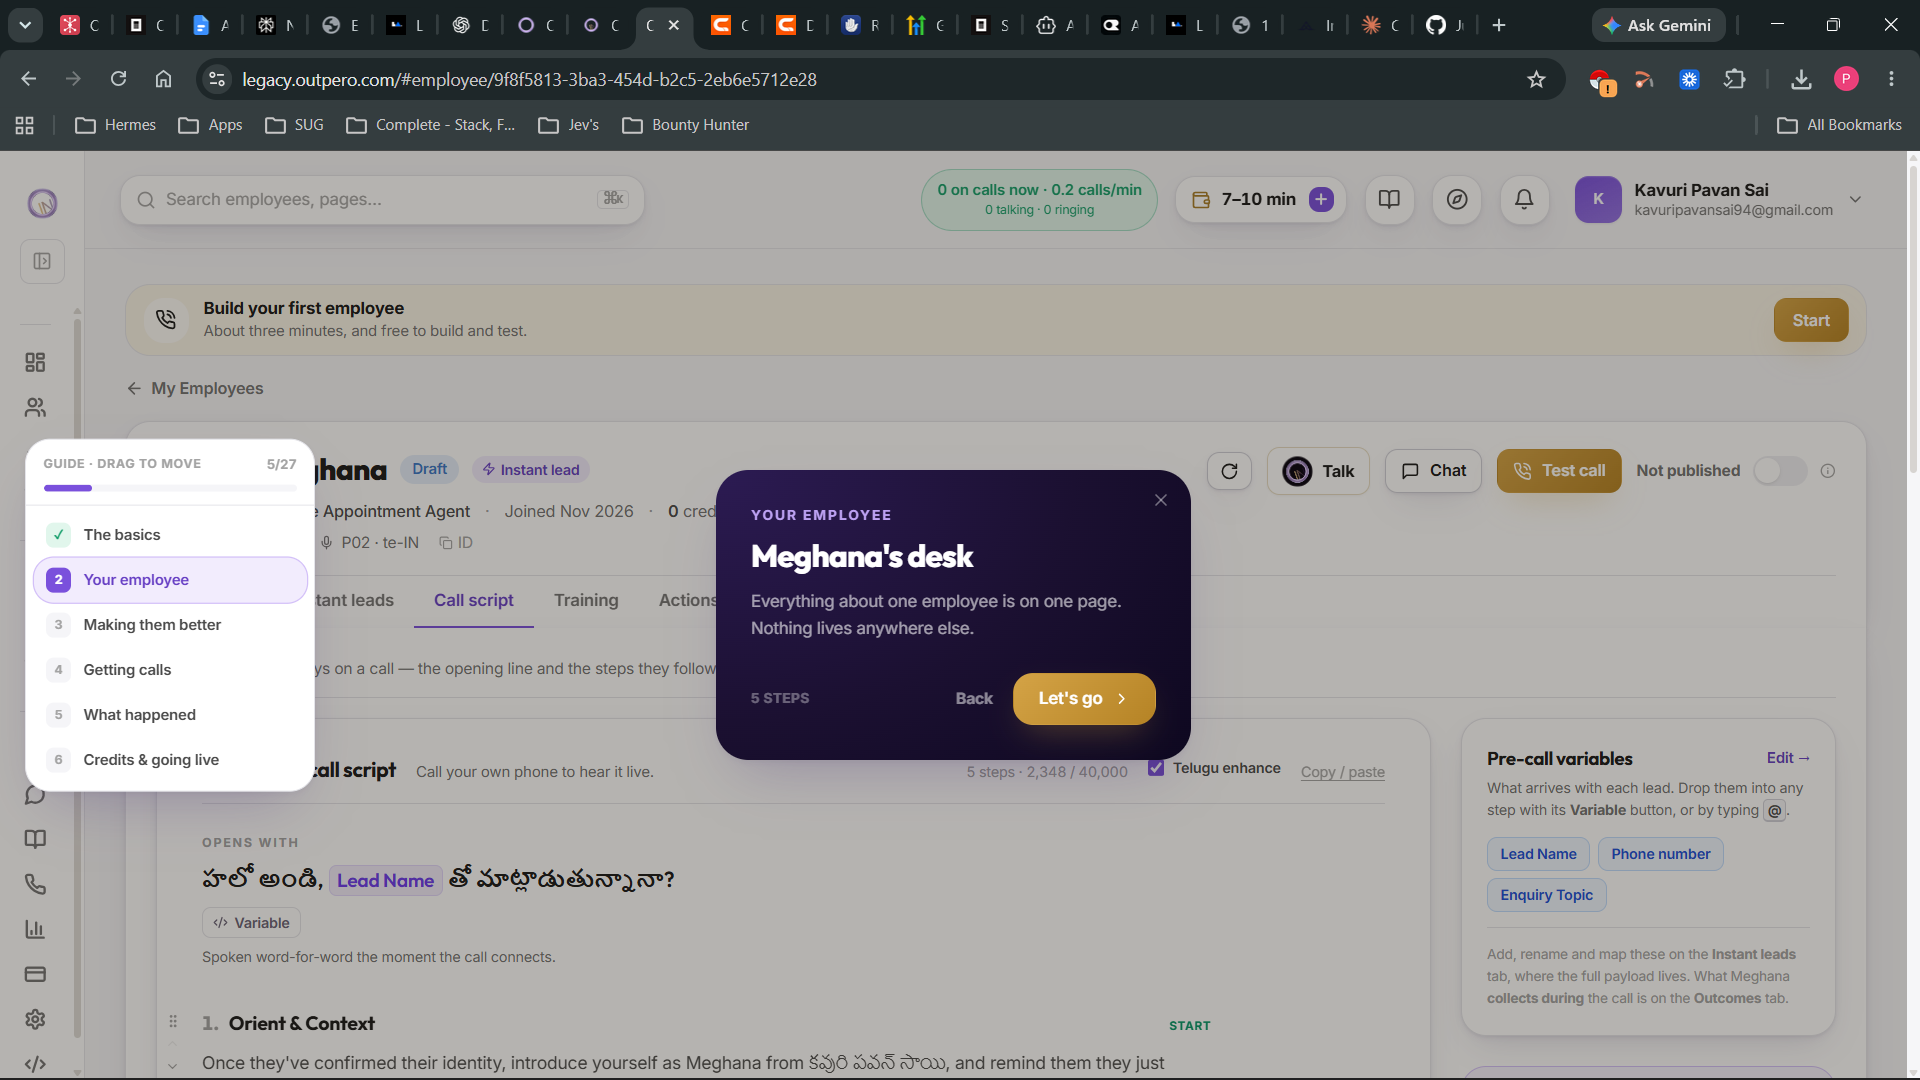 Ask Gemini
legacy.outpero.com/#employee/9f8f5813-3ba3-454d-b2c5-2eb6e5712e28
Hermes
Apps
SUG
Complete - Stack, F...
Jev's
Bounty Hunter
All Bookmarks
Search employees, pages...
⌘K
0 on calls now · 0.2 calls/min
0 talking · 0 ringing
7–10 min
K
Kavuri Pavan Sai
kavuripavansai94@gmail.com
Build your first employee
About three minutes, and free to build and test.
Start
My Employees
GUIDE · DRAG TO MOVE 5/27
The basics
2 Your employee
3 Making them better
4 Getting calls
5 What happened
6 Credits & going live
ghana
Draft
Instant lead
Talk
Chat
Test call
Not published
Appointment Agent · Joined Nov 2026 · 0 cred
P02 · te-IN
ID
tant leads
Call script
Training
Actions
ys on a call — the opening line and the steps they follow
YOUR EMPLOYEE
Meghana's desk
Everything about one employee is on one page.
Nothing lives anywhere else.
5 STEPS
Back
Let's go
call script
Call your own phone to hear it live.
5 steps · 2,348 / 40,000
Telugu enhance
Copy / paste
OPENS WITH
హలో అండి, Lead Name తో మాట్లాడుతున్నానా?
</> Variable
Spoken word-for-word the moment the call connects.
1. Orient & Context
START
Once they've confirmed their identity, introduce yourself as Meghana from కవురి పవన్ సాయి, and remind them they just
Pre-call variables
Edit →
What arrives with each lead. Drop them into any
step with its Variable button, or by typing @.
Lead Name
Phone number
Enquiry Topic
Add, rename and map these on the Instant leads
tab, where the full payload lives. What Meghana
collects during the call is on the Outcomes tab.